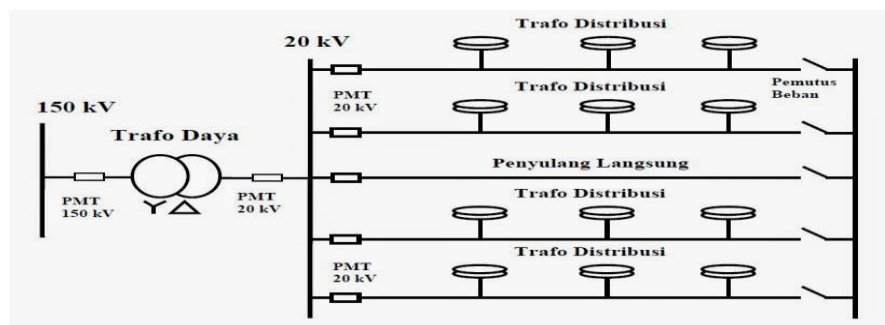 Trafo Distribusi
20 kV
Pemutus
Beban
PMT
20 kV
Trafo Distribusi
150 kV
Trafo Daya
Penyulang Langsung
PMT
150 kV
PMT
20 kV
Trafo Distribusi
Trafo Distribusi
PMT
20 kV